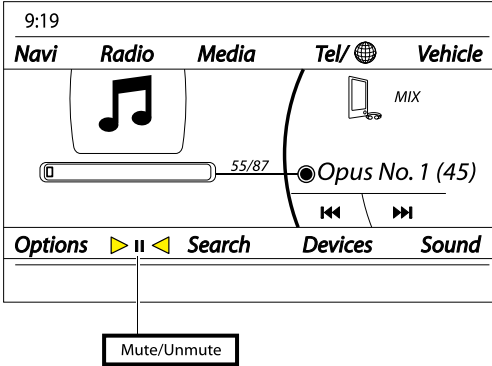 9:19
Navi Radio Media Tel/ Vehicle
MIX
55/87 Opus No. 1 (45)
Options Search Devices Sound
Mute/Unmute